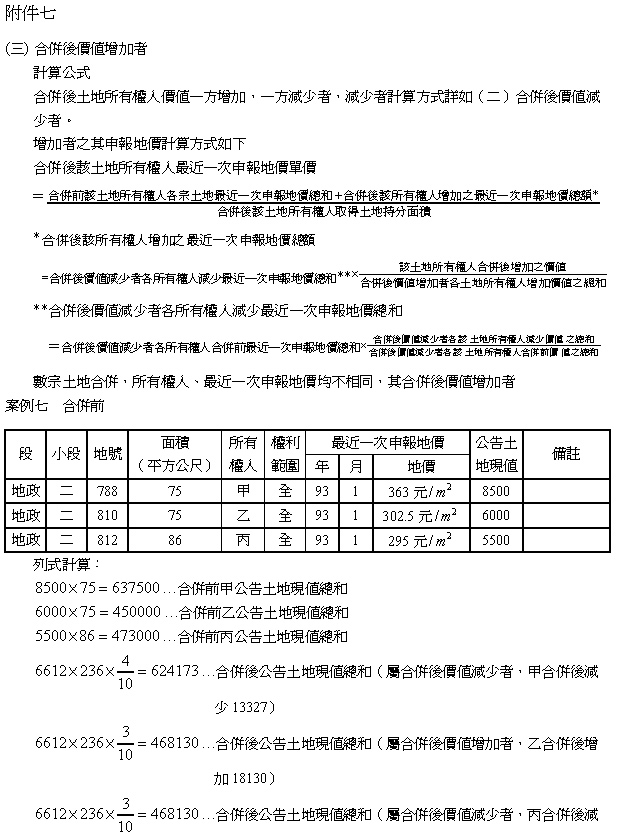 附件七
(三) 合併後價值增加者
計算公式
合併後土地所有權人價值一方增加，一方減少者，減少者計算方式詳如（二）合併後價值減
少者。
增加者之其申報地價計算方式如下
合併後該土地所有權人最近一次申報地價單價
＝ 合併前該土地所有權人各宗土地最近一次申報地價總和+合併後該所有權人增加之最近一次申報地價總額*
合併後該土地所有權人取得土地持分面積
*合併後該所有權人增加之最近一次申報地價總額
=合併後價值減少者各所有權人減少最近一次申報地價總和**× 該土地所有權人合併後增加之價值
合併後價值增加者各土地所有權人增加價值之總和
**合併後價值減少者各所有權人減少最近一次申報地價總和
＝合併後價值減少者各所有權人合併前最近一次申報地價總和× 合併後價值減少者各該土地所有權人減少價值之總和
合併後價值減少者各該土地所有權人合併前價值之總和
數宗土地合併，所有權人、最近一次申報地價均不相同，其合併後價值增加者
案例七　合併前
段 小段 地號 面積（平方公尺） 所有權人 權利範圍 最近一次申報地價 公告土地現值 備註
年 月 地價
地政 二 788 75 甲 全 93 1 363 元/m² 8500
地政 二 810 75 乙 全 93 1 302.5 元/m² 6000
地政 二 812 86 丙 全 93 1 295 元/m² 5500
列式計算：
8500×75＝637500…合併前甲公告土地現值總和
6000×75＝450000…合併前乙公告土地現值總和
5500×86＝473000…合併前丙公告土地現值總和
6612×236×4/10＝624173…合併後公告土地現值總和（屬合併後價值減少者，甲合併後減
少13327）
6612×236×3/10＝468130…合併後公告土地現值總和（屬合併後價值增加者，乙合併後增
加18130）
6612×236×3/10＝468130…合併後公告土地現值總和（屬合併後價值減少者，丙合併後減